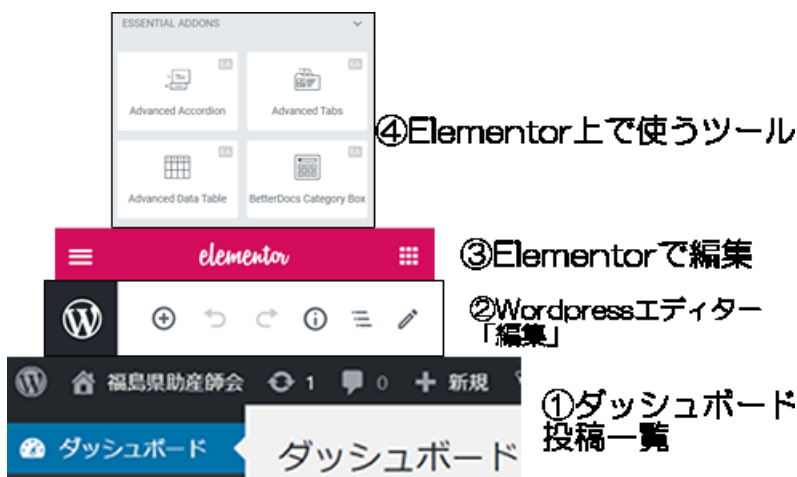 ESSENTIAL ADDONS
EA
EA
Advanced Accordion
Advanced Tabs
④Elementor上で使うツール
EA
EA
Advanced Data Table
BetterDocs Category Box
elementor
③Elementorで編集
②Wordpressエディター
「編集」
福島県助産師会 1 0 + 新規
①ダッシュボード
投稿一覧
ダッシュボード
ダッシュボード